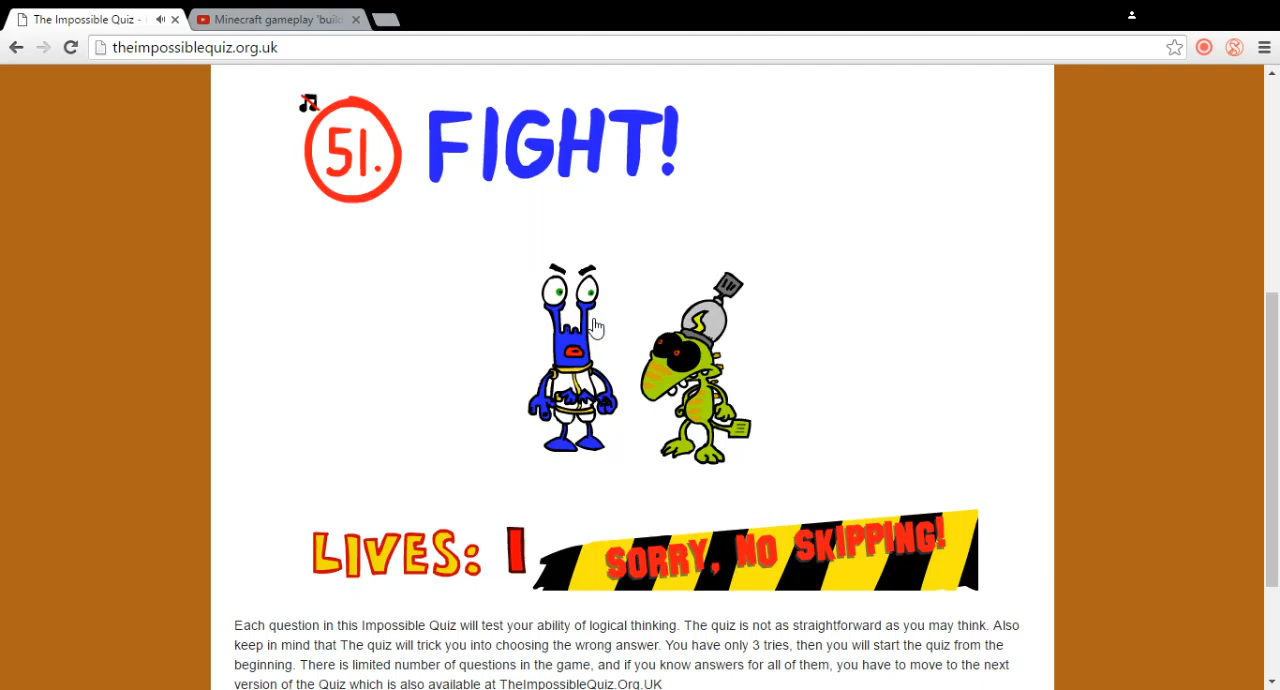 The Impossible Quiz -
Minecraft gameplay 'build
theimpossiblequiz.org.uk
51. FIGHT!
LIVES: 1
SORRY, NO SKIPPING!
Each question in this Impossible Quiz will test your ability of logical thinking. The quiz is not as straightforward as you may think. Also
keep in mind that The quiz will trick you into choosing the wrong answer. You have only 3 tries, then you will start the quiz from the
beginning. There is limited number of questions in the game, and if you know answers for all of them, you have to move to the next
version of the Quiz which is also available at TheImpossibleQuiz.Org.UK